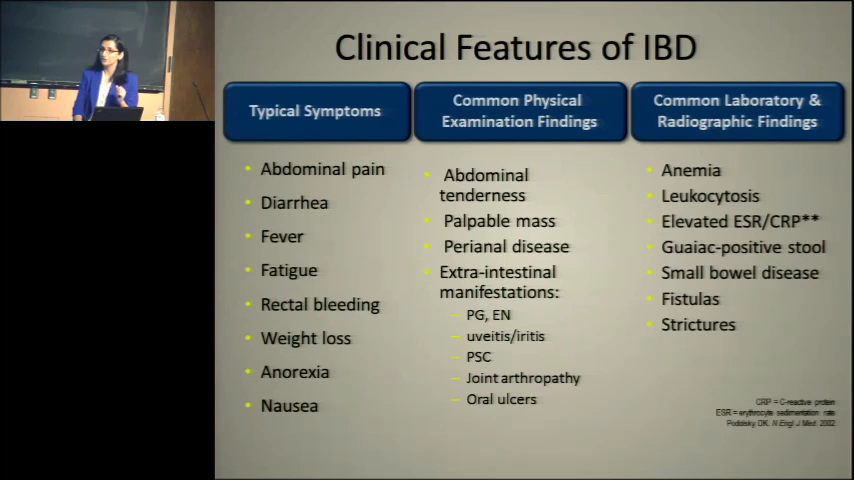 Clinical Features of IBD
Typical Symptoms
Abdominal pain
Diarrhea
Fever
Fatigue
Rectal bleeding
Weight loss
Anorexia
Nausea
Common Physical
Examination Findings
Abdominal
tenderness
Palpable mass
Perianal disease
Extra-intestinal
manifestations:
PG, EN
uveitis/iritis
PSC
Joint arthropathy
Oral ulcers
Common Laboratory &
Radiographic Findings
Anemia
Leukocytosis
Elevated ESR/CRP**
Guaiac-positive stool
Small bowel disease
Fistulas
Strictures
CRP = C-reactive protein
ESR = erythrocyte sedimentation rate
Podolsky DK. N Engl J Med. 2002